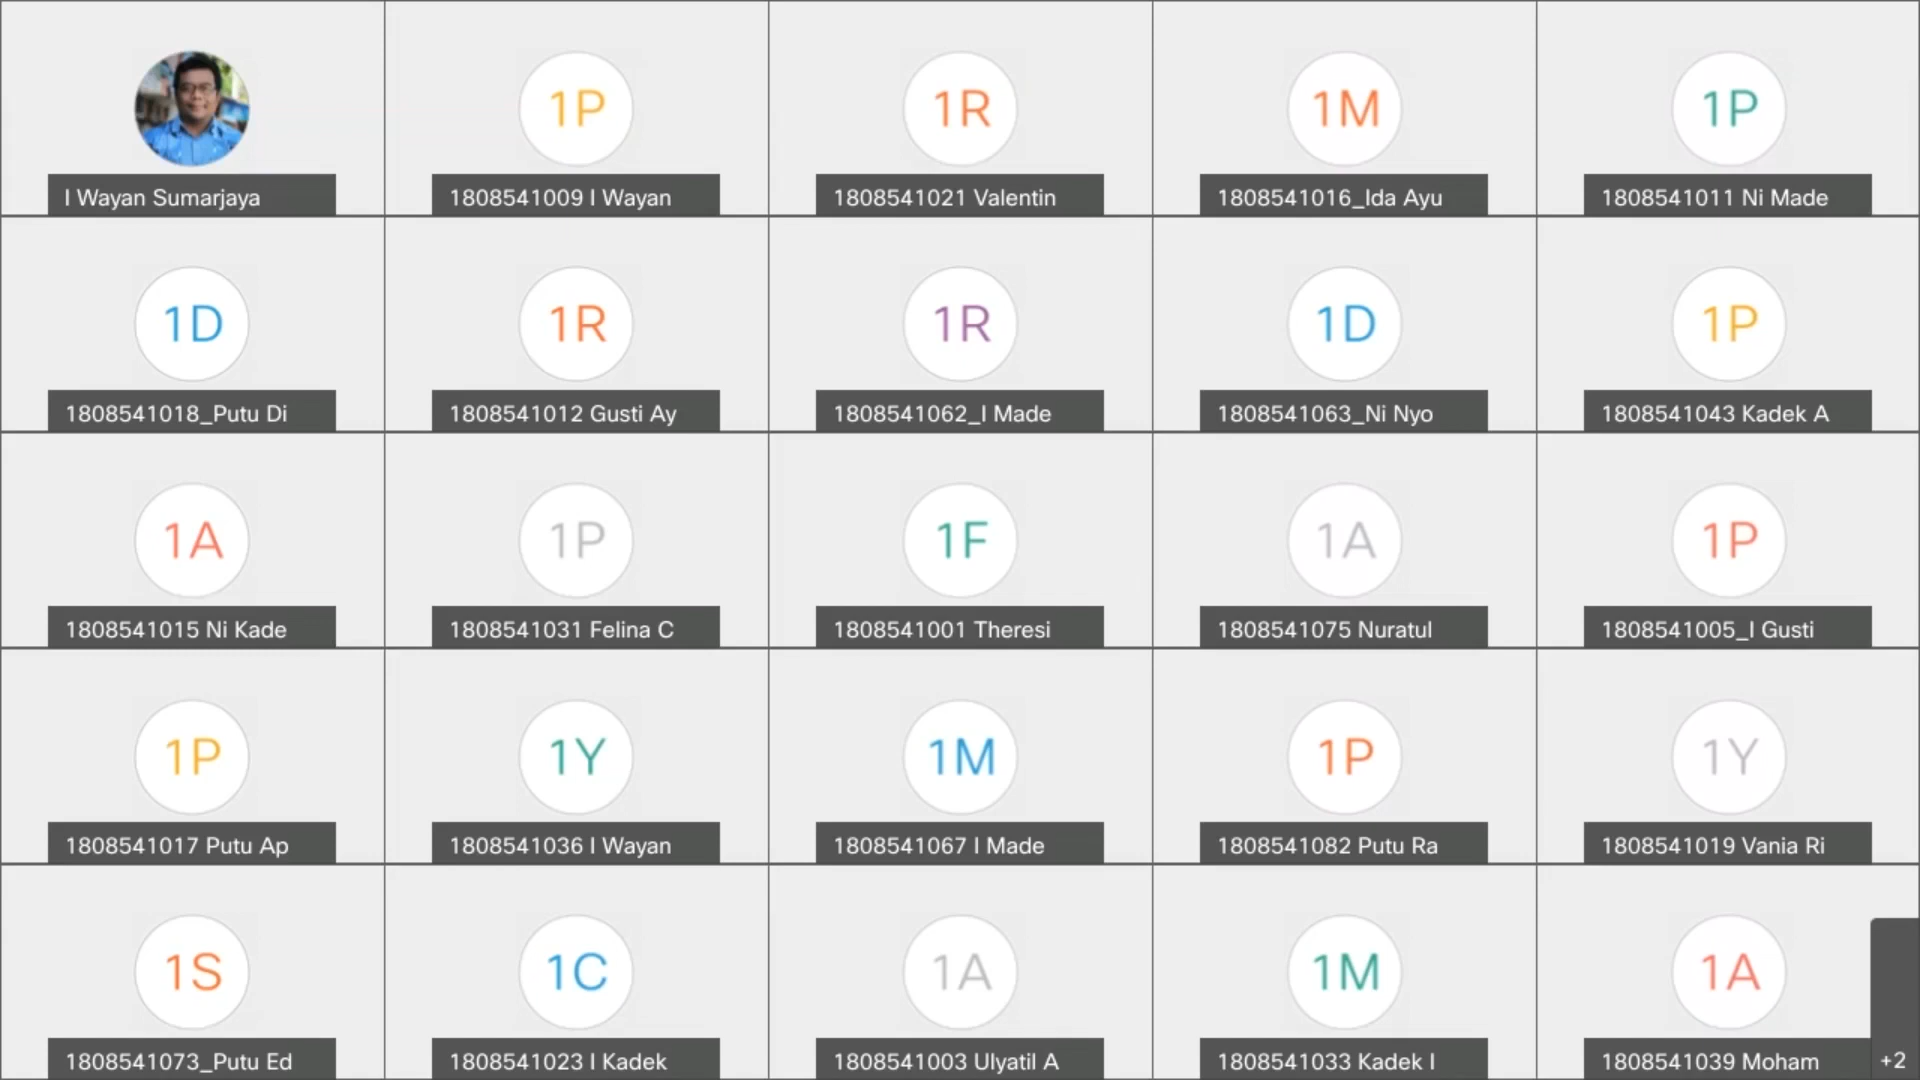 I Wayan Sumarjaya
1P
1808541009 I Wayan
1R
1808541021 Valentin
1M
1808541016_Ida Ayu
1P
1808541011 Ni Made
1D
1808541018_Putu Di
1R
1808541012 Gusti Ay
1R
1808541062_I Made
1D
1808541063_Ni Nyo
1P
1808541043 Kadek A
1A
1808541015 Ni Kade
1P
1808541031 Felina C
1F
1808541001 Theresi
1A
1808541075 Nuratul
1P
1808541005_I Gusti
1P
1808541017 Putu Ap
1Y
1808541036 I Wayan
1M
1808541067 I Made
1P
1808541082 Putu Ra
1Y
1808541019 Vania Ri
1S
1808541073_Putu Ed
1C
1808541023 I Kadek
1A
1808541003 Ulyatil A
1M
1808541033 Kadek I
1A
1808541039 Moham
+2